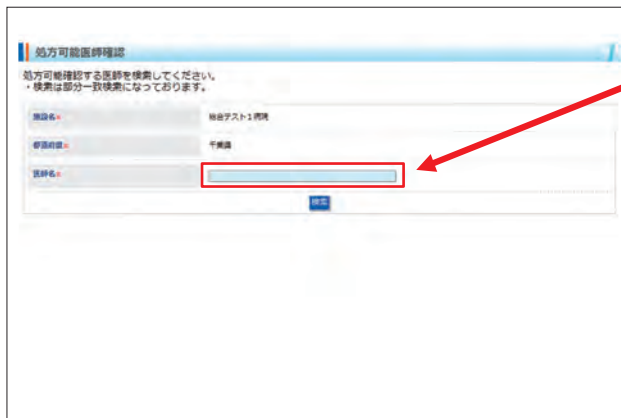 処方可能医師確認
処方可能確認する医師を検索してください。
・検索は部分一致検索になっております。
施設名※ 総合テスト1病院
都道府県※ 千葉県
医師名※
検索